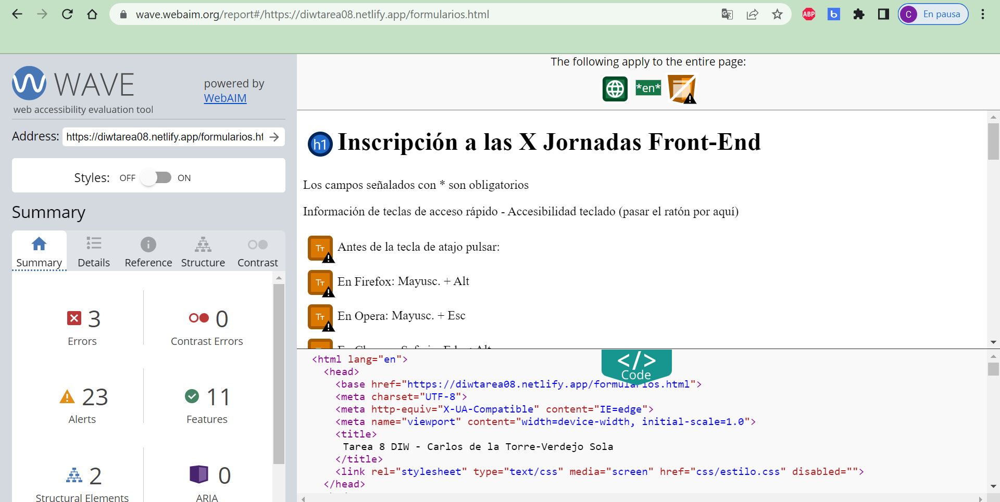 wave.webaim.org/report#/https://diwtarea08.netlify.app/formularios.html
ABP
b
C
En pausa
WAVE
powered by
WebAIM
web accessibility evaluation tool
Address:
https://diwtarea08.netlify.app/formularios.ht
Styles:
OFF
ON
Summary
Summary
Details
Reference
Structure
Contrast
3
Errors
0
Contrast Errors
23
Alerts
11
Features
2
Structural Elements
0
ARIA
The following apply to the entire page:
*en*
h1
Inscripción a las X Jornadas Front-End
Los campos señalados con * son obligatorios
Información de teclas de acceso rápido - Accesibilidad teclado (pasar el ratón por aquí)
TT
Antes de la tecla de atajo pulsar:
TT
En Firefox: Mayusc. + Alt
TT
En Opera: Mayusc. + Esc
</>
Code
<html lang="en">
<head>
<base href="https://diwtarea08.netlify.app/formularios.html">
<meta charset="UTF-8">
<meta http-equiv="X-UA-Compatible" content="IE=edge">
<meta name="viewport" content="width=device-width, initial-scale=1.0">
<title>
Tarea 8 DIW - Carlos de la Torre-Verdejo Sola
</title>
<link rel="stylesheet" type="text/css" media="screen" href="css/estilo.css" disabled="">
</head>